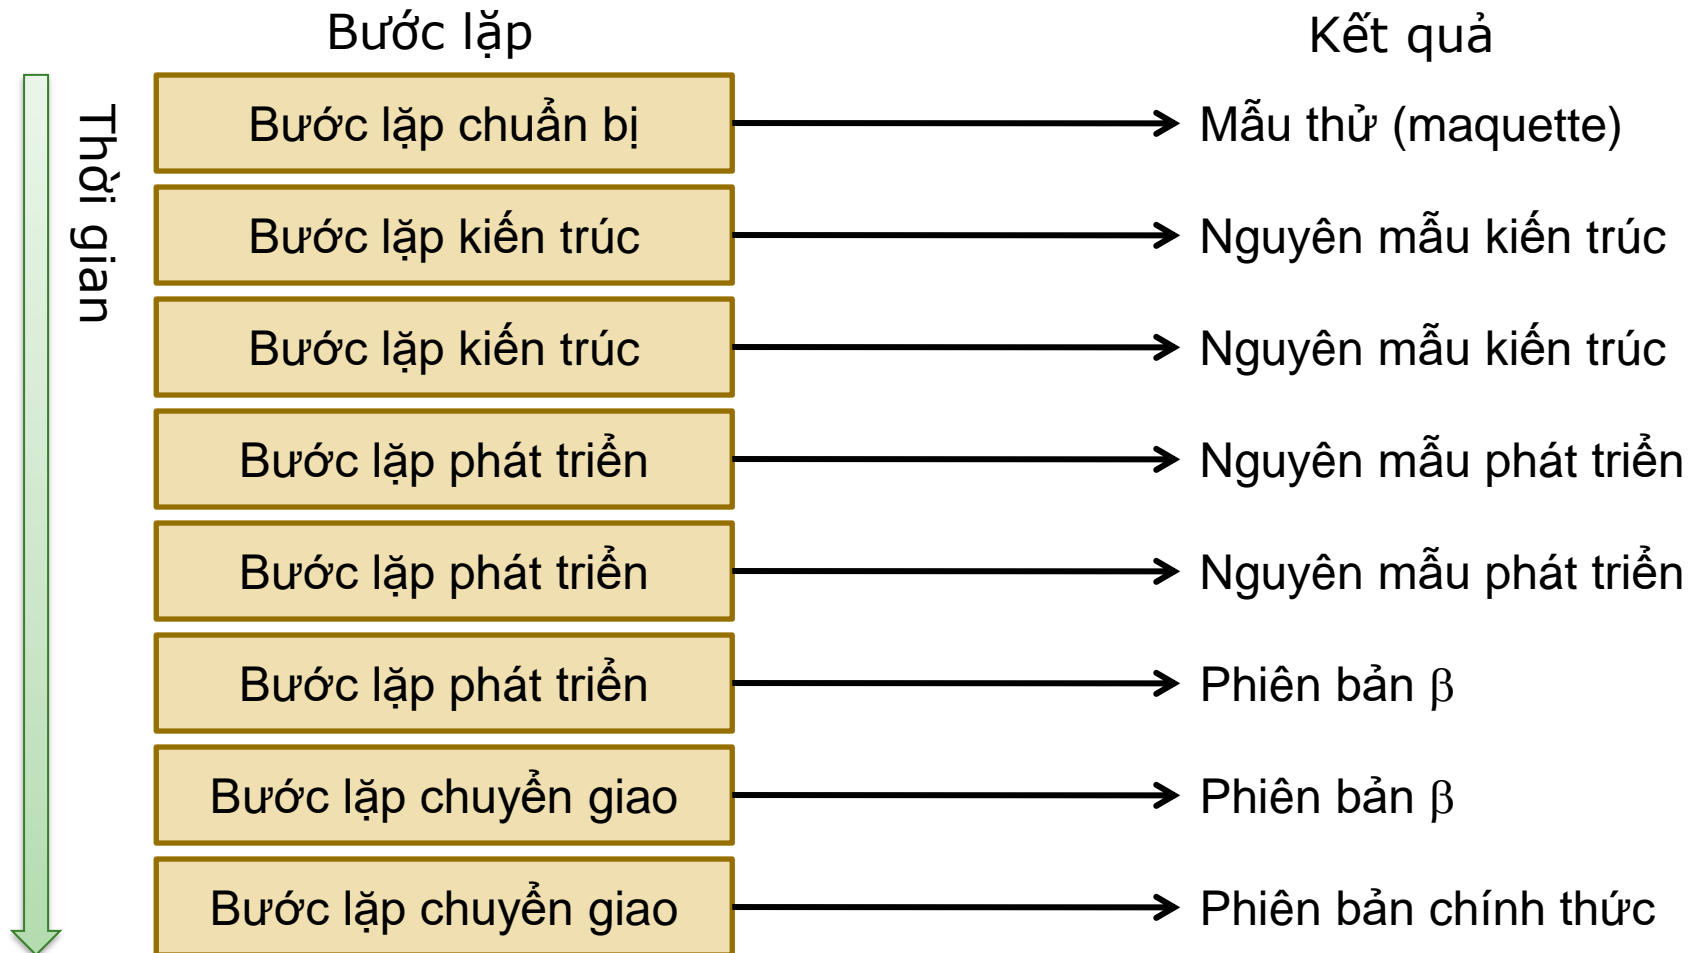 Bước lặp
Kết quả
Thời gian
Bước lặp chuẩn bị
Mẫu thử (maquette)
Bước lặp kiến trúc
Nguyên mẫu kiến trúc
Bước lặp kiến trúc
Nguyên mẫu kiến trúc
Bước lặp phát triển
Nguyên mẫu phát triển
Bước lặp phát triển
Nguyên mẫu phát triển
Bước lặp phát triển
Phiên bản β
Bước lặp chuyển giao
Phiên bản β
Bước lặp chuyển giao
Phiên bản chính thức